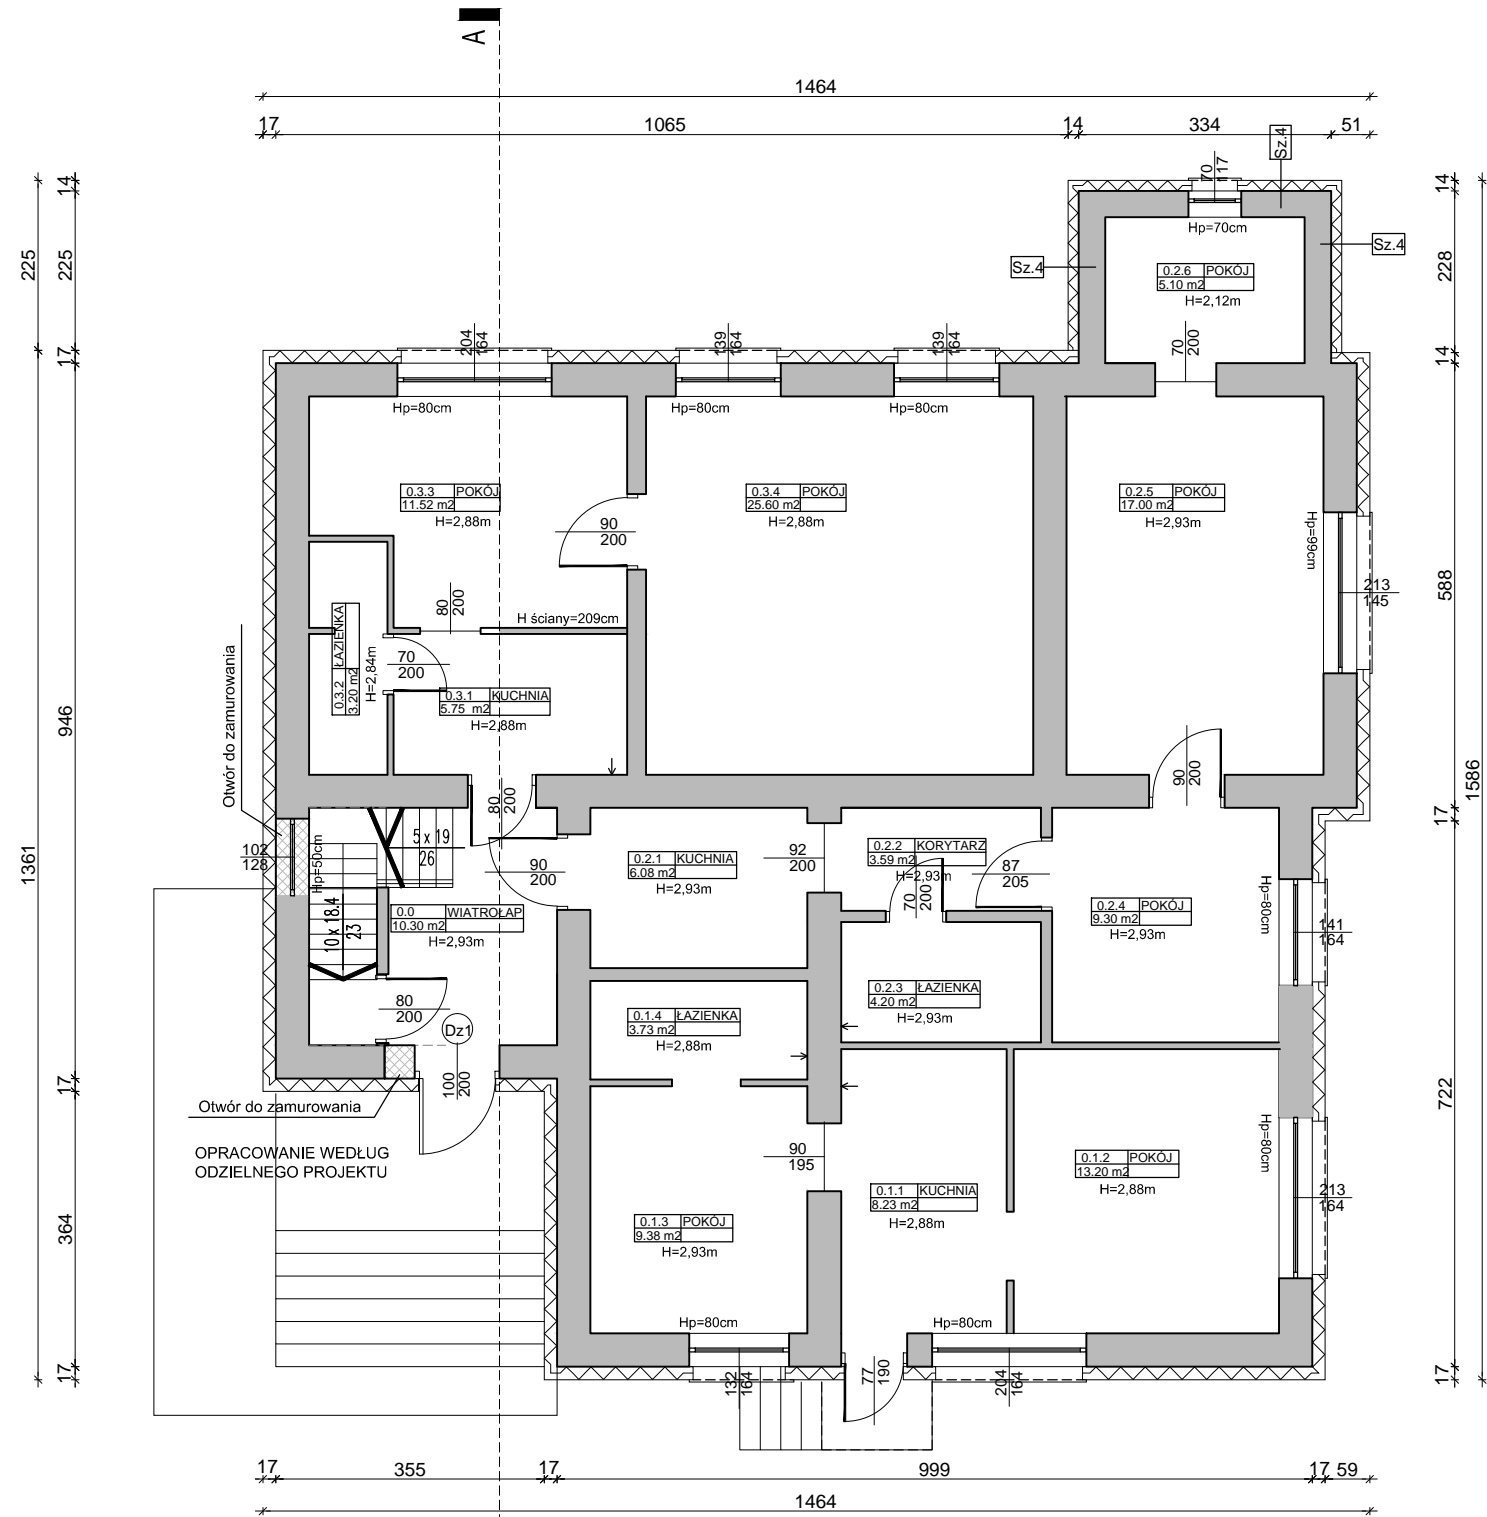 A
1464
17
1065
14
334
51
Sz.4
14
225
225
17
946
1361
17
364
17
14
228
14
588
1586
17
722
17
70
117
Hp=70cm
Sz.4
Sz.4
0.2.6 POKÓJ
5.10 m2
H=2,12m
70
200
204
164
139
164
139
164
Hp=80cm
Hp=80cm
Hp=80cm
0.3.3 POKÓJ
11.52 m2
H=2,88m
90
200
0.3.4 POKÓJ
25.60 m2
H=2,88m
0.2.5 POKÓJ
17.00 m2
H=2,93m
Hp=99cm
213
145
80
200
H ściany=209cm
0.3.2 ŁAZIENKA
3.20 m2
H=2,84m
70
200
0.3.1 KUCHNIA
5.75 m2
H=2,88m
Otwór do zamurowania
80
200
90
200
102
128
Hp=50cm
5 x 19
26
10 x 18.4
23
90
200
0.2.1 KUCHNIA
6.08 m2
H=2,93m
92
200
0.2.2 KORYTARZ
3.59 m2
H=2,93m
70
200
87
205
0.0 WIATROŁAP
10.30 m2
H=2,93m
0.2.4 POKÓJ
9.30 m2
H=2,93m
Hp=80cm
141
164
80
200
Dz1
0.1.4 ŁAZIENKA
3.73 m2
H=2,88m
0.2.3 ŁAZIENKA
4.20 m2
H=2,93m
100
200
Otwór do zamurowania
OPRACOWANIE WEDŁUG
ODZIELNEGO PROJEKTU
90
195
0.1.2 POKÓJ
13.20 m2
H=2,88m
Hp=80cm
213
164
0.1.1 KUCHNIA
8.23 m2
H=2,88m
0.1.3 POKÓJ
9.38 m2
H=2,93m
Hp=80cm
Hp=80cm
132
164
77
190
204
164
17
355
17
999
17
59
1464